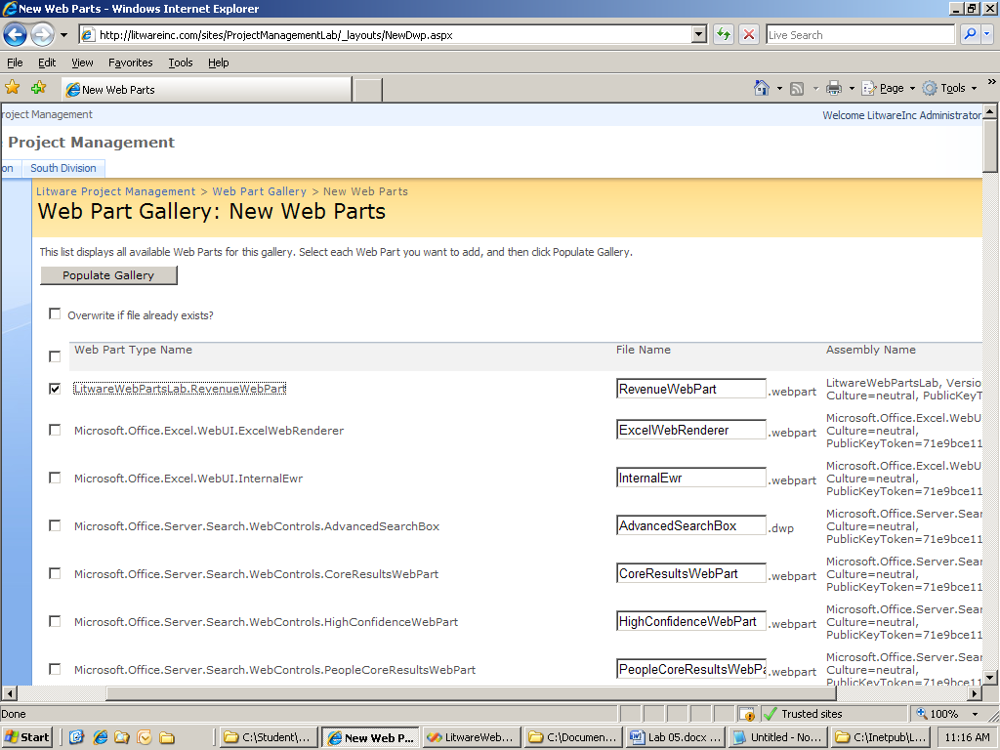 New Web Parts - Windows Internet Explorer
http://litwareinc.com/sites/ProjectManagementLab/_layouts/NewDwp.aspx
Live Search
File Edit View Favorites Tools Help
New Web Parts
Page Tools
roject Management
Welcome LitwareInc Administrator
Project Management
on South Division
Litware Project Management > Web Part Gallery > New Web Parts
Web Part Gallery: New Web Parts
This list displays all available Web Parts for this gallery. Select each Web Part you want to add, and then click Populate Gallery.
Populate Gallery
Overwrite if file already exists?
Web Part Type Name File Name Assembly Name
LitwareWebPartsLab.RevenueWebPart RevenueWebPart .webpart
LitwareWebPartsLab, Versio
Culture=neutral, PublicKeyT
Microsoft.Office.Excel.WebUI.ExcelWebRenderer ExcelWebRenderer .webpart
Microsoft.Office.Excel.WebU
Culture=neutral,
PublicKeyToken=71e9bce11
Microsoft.Office.Excel.WebUI.InternalEwr InternalEwr .webpart
Microsoft.Office.Excel.WebU
Culture=neutral,
PublicKeyToken=71e9bce11
Microsoft.Office.Server.Search.WebControls.AdvancedSearchBox AdvancedSearchBox .dwp
Microsoft.Office.Server.Sear
Culture=neutral,
PublicKeyToken=71e9bce11
Microsoft.Office.Server.Search.WebControls.CoreResultsWebPart CoreResultsWebPart .webpart
Microsoft.Office.Server.Sear
Culture=neutral,
PublicKeyToken=71e9bce11
Microsoft.Office.Server.Search.WebControls.HighConfidenceWebPart HighConfidenceWebPart .webpart
Microsoft.Office.Server.Sear
Culture=neutral,
PublicKeyToken=71e9bce11
Microsoft.Office.Server.Search.WebControls.PeopleCoreResultsWebPart PeopleCoreResultsWebPa .webpart
Microsoft.Office.Server.Sear
Culture=neutral,
PublicKeyToken=71e9bce11
Done Trusted sites 100%
Start C:\Student\... New Web P... LitwareWeb... C:\Documen... Lab 05.docx ... Untitled - No... C:\Inetpub\L... 11:16 AM